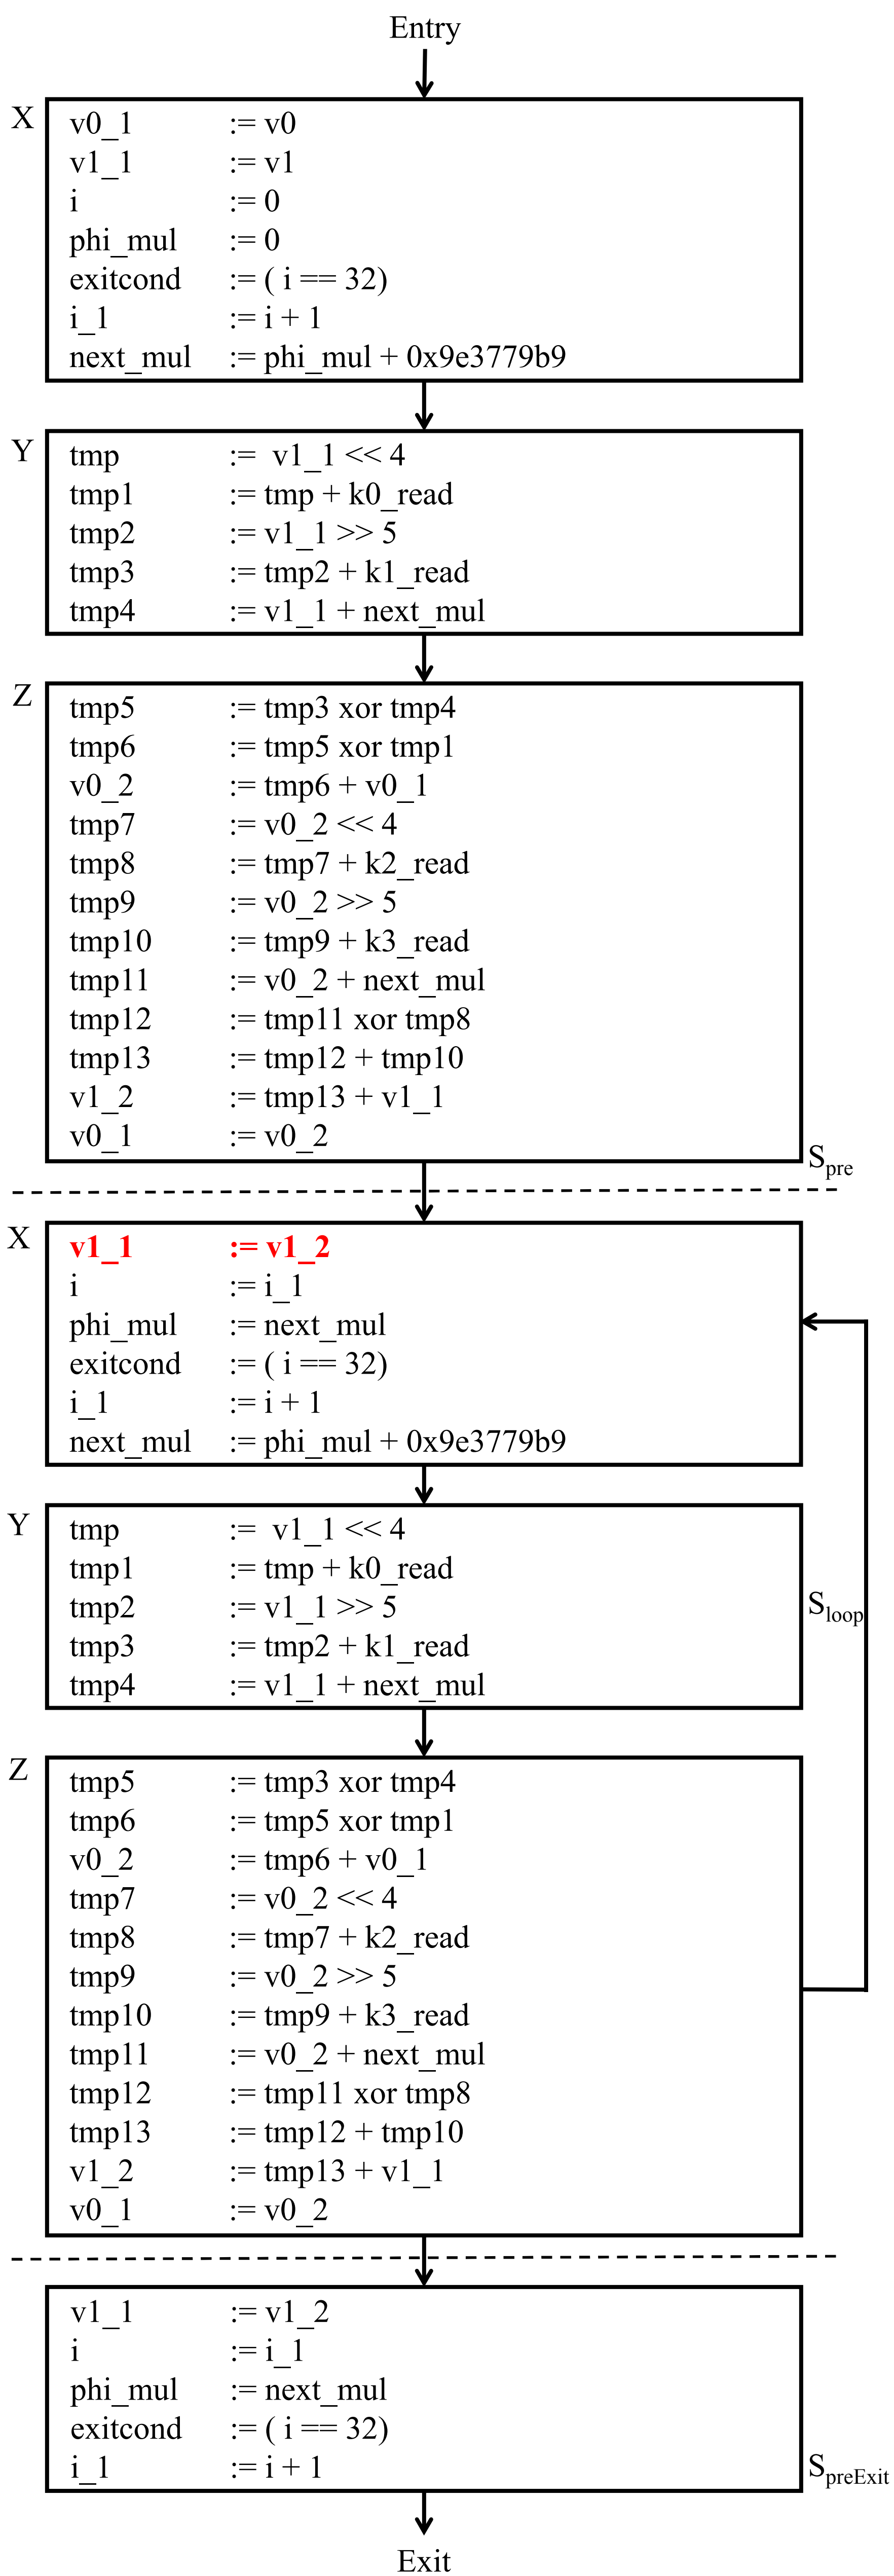 Entry
X
v0_1 := v0
v1_1 := v1
i := 0
phi_mul := 0
exitcond := ( i == 32)
i_1 := i + 1
next_mul := phi_mul + 0x9e3779b9
Y
tmp := v1_1 << 4
tmp1 := tmp + k0_read
tmp2 := v1_1 >> 5
tmp3 := tmp2 + k1_read
tmp4 := v1_1 + next_mul
Z
tmp5 := tmp3 xor tmp4
tmp6 := tmp5 xor tmp1
v0_2 := tmp6 + v0_1
tmp7 := v0_2 << 4
tmp8 := tmp7 + k2_read
tmp9 := v0_2 >> 5
tmp10 := tmp9 + k3_read
tmp11 := v0_2 + next_mul
tmp12 := tmp11 xor tmp8
tmp13 := tmp12 + tmp10
v1_2 := tmp13 + v1_1
v0_1 := v0_2
Spre
X
v1_1 := v1_2
i := i_1
phi_mul := next_mul
exitcond := ( i == 32)
i_1 := i + 1
next_mul := phi_mul + 0x9e3779b9
Y
tmp := v1_1 << 4
tmp1 := tmp + k0_read
tmp2 := v1_1 >> 5
tmp3 := tmp2 + k1_read
tmp4 := v1_1 + next_mul
Sloop
Z
tmp5 := tmp3 xor tmp4
tmp6 := tmp5 xor tmp1
v0_2 := tmp6 + v0_1
tmp7 := v0_2 << 4
tmp8 := tmp7 + k2_read
tmp9 := v0_2 >> 5
tmp10 := tmp9 + k3_read
tmp11 := v0_2 + next_mul
tmp12 := tmp11 xor tmp8
tmp13 := tmp12 + tmp10
v1_2 := tmp13 + v1_1
v0_1 := v0_2
v1_1 := v1_2
i := i_1
phi_mul := next_mul
exitcond := ( i == 32)
i_1 := i + 1
SpreExit
Exit